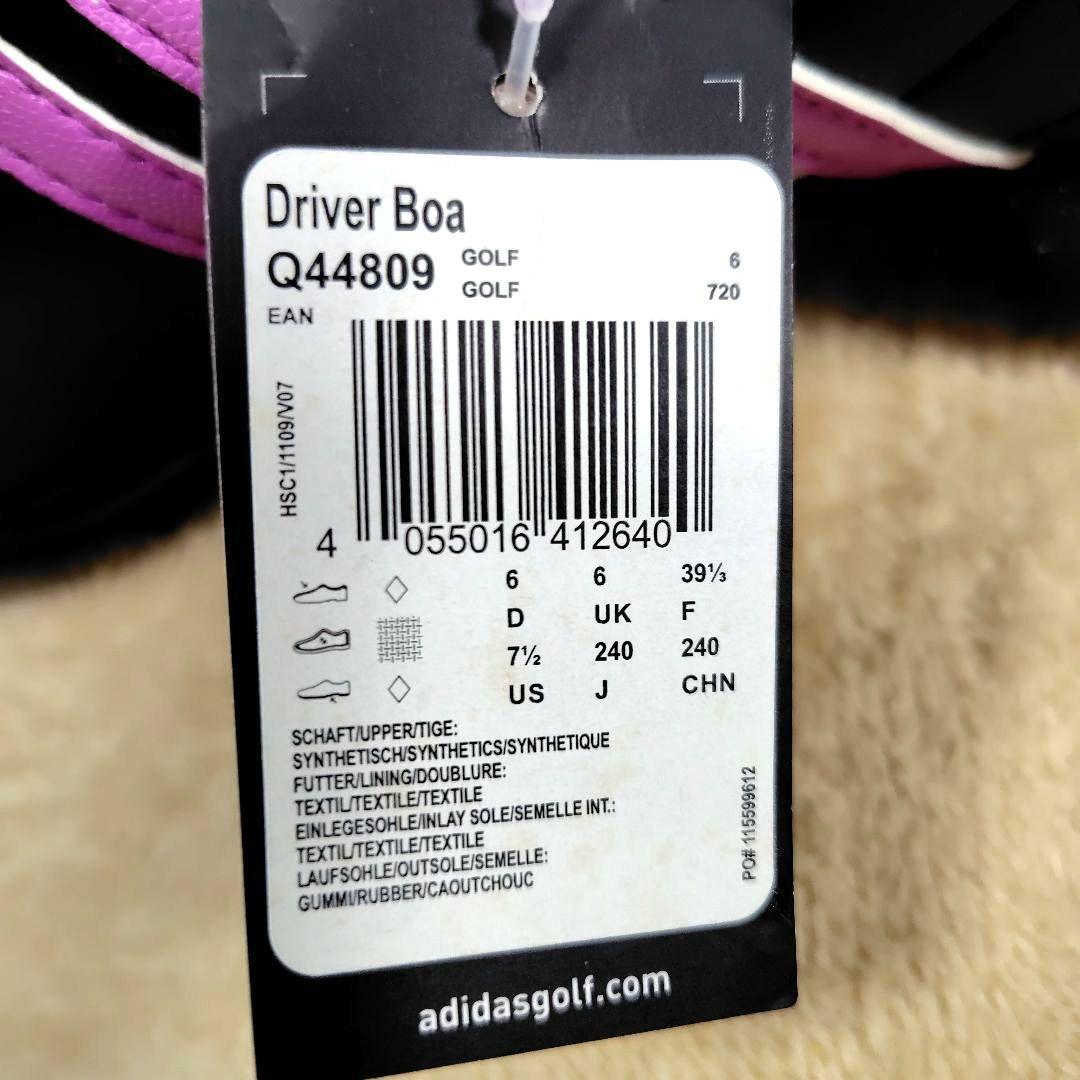 Driver Boa
Q44809 GOLF 6
GOLF 720
EAN
HSC1/1109/V07
4 055016 412640
6 6 39⅓
D UK F
7½ 240 240
US J CHN
SCHAFT/UPPER/TIGE:
SYNTHETISCH/SYNTHETICS/SYNTHETIQUE
FUTTER/LINING/DOUBLURE:
TEXTIL/TEXTILE/TEXTILE
EINLEGESOHLE/INLAY SOLE/SEMELLE INT.:
TEXTIL/TEXTILE/TEXTILE
LAUFSOHLE/OUTSOLE/SEMELLE:
GUMMI/RUBBER/CAOUTCHOUC
PO# 115599612
adidasgolf.com